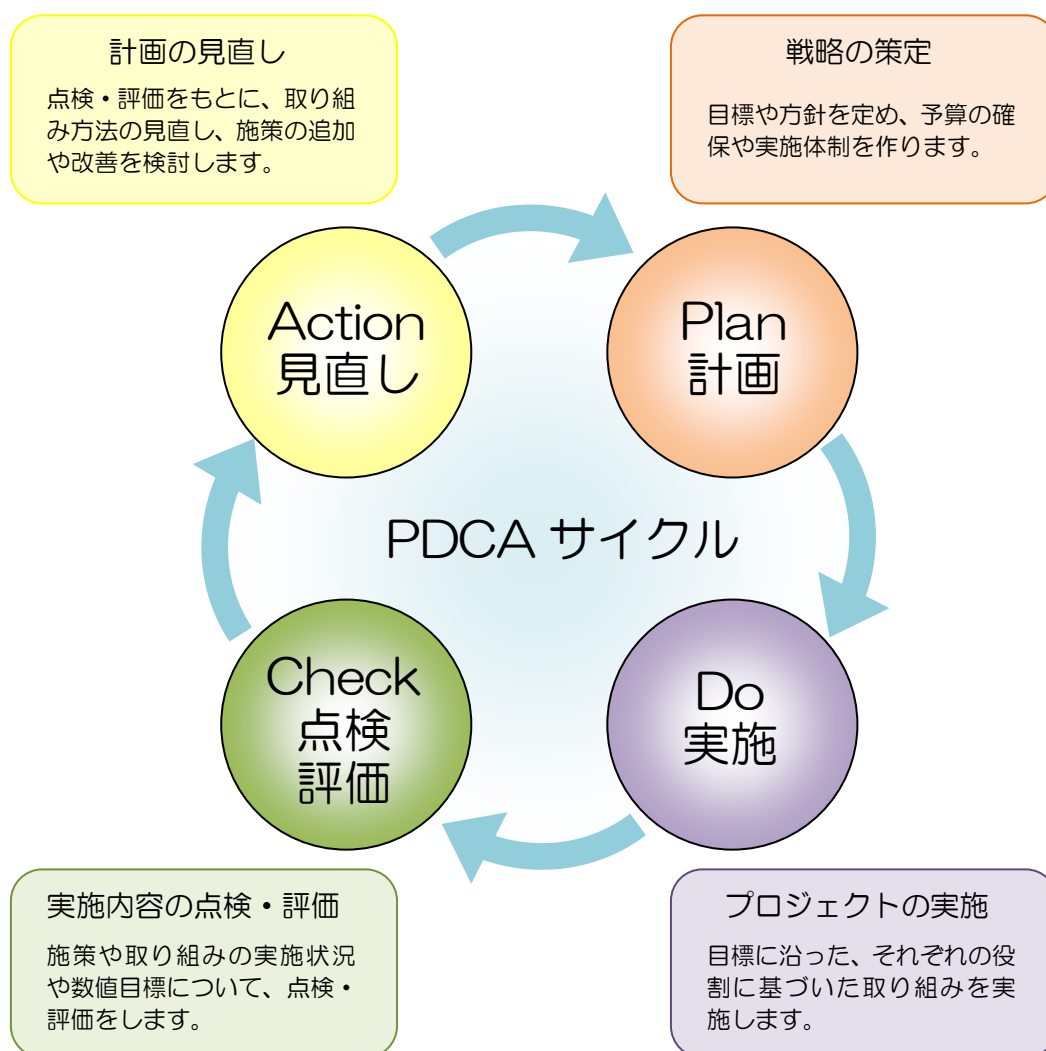 計画の見直し
点検・評価をもとに、取り組
み方法の見直し、施策の追加
や改善を検討します。
戦略の策定
目標や方針を定め、予算の確
保や実施体制を作ります。
Action
見直し
Plan
計画
PDCA サイクル
Check
点検
評価
Do
実施
実施内容の点検・評価
施策や取り組みの実施状況
や数値目標について、点検・
評価をします。
プロジェクトの実施
目標に沿った、それぞれの役
割に基づいた取り組みを実
施します。